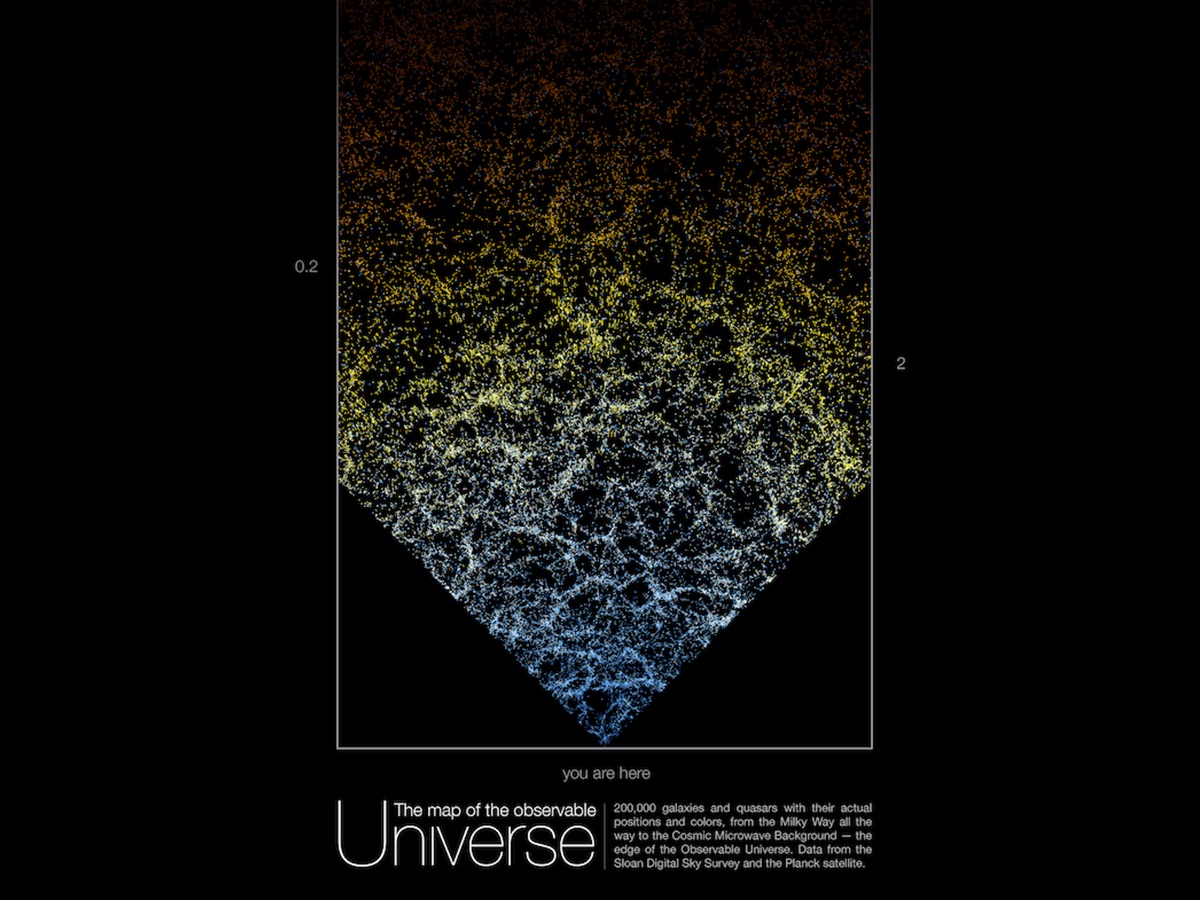 0.2
2
you are here
The map of the observable
Universe
200,000 galaxies and quasars with their actual
positions and colors, from the Milky Way all the
way to the Cosmic Microwave Background — the
edge of the Observable Universe. Data from the
Sloan Digital Sky Survey and the Planck satellite.